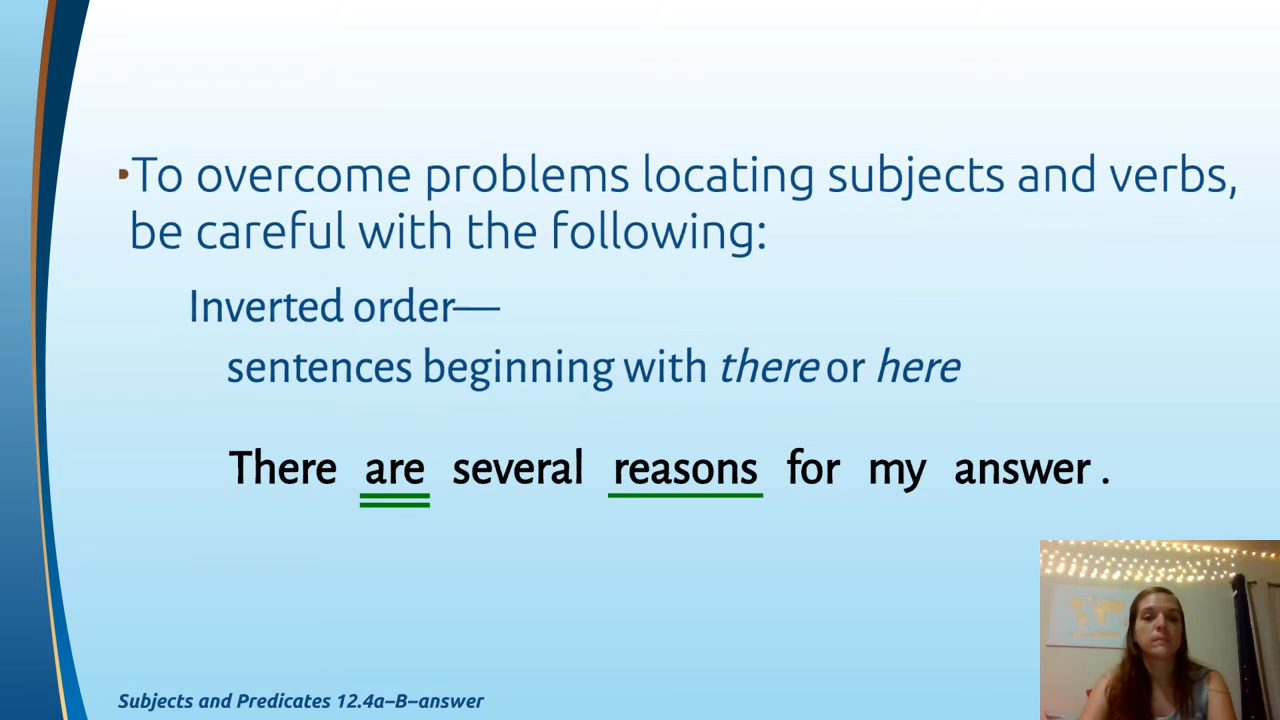 •To overcome problems locating subjects and verbs,
be careful with the following:
Inverted order—
sentences beginning with there or here
There are several reasons for my answer .
Subjects and Predicates 12.4a–B–answer